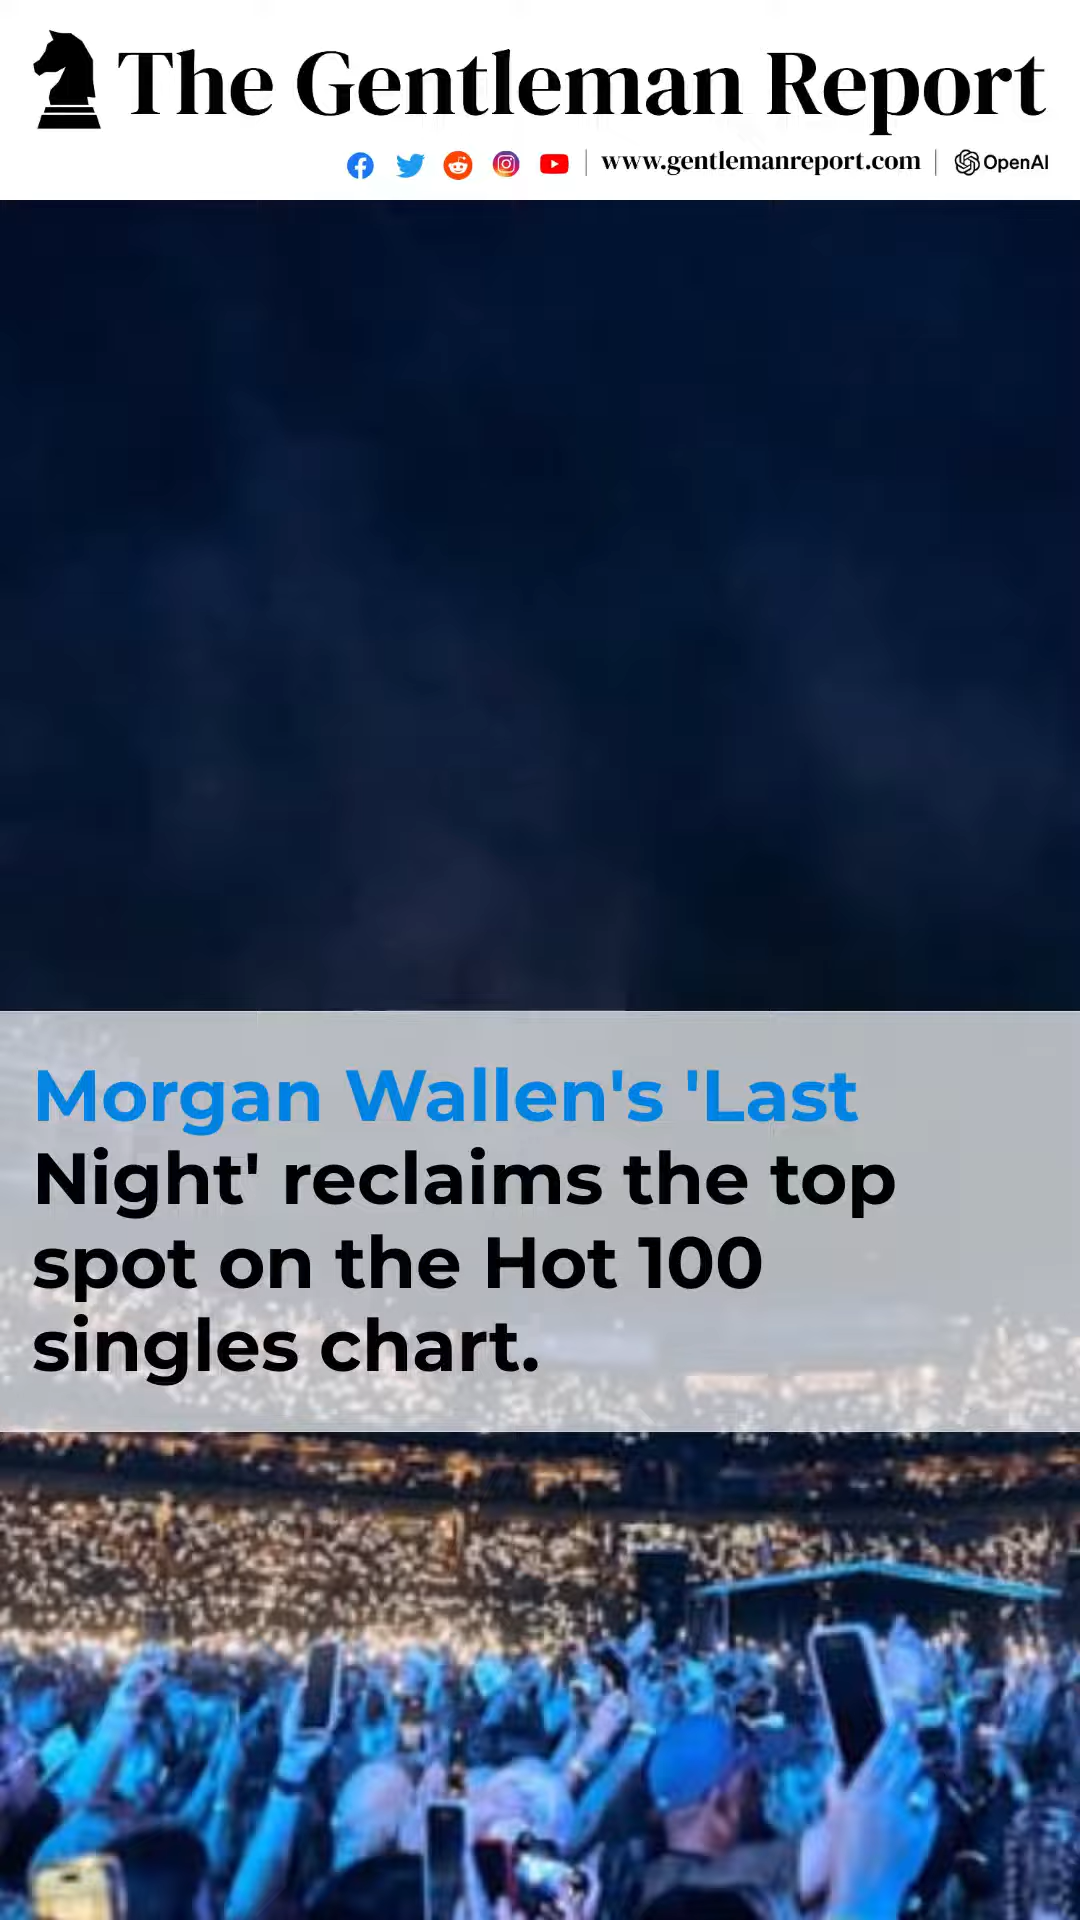 The Gentleman Report
www.gentlemanreport.com
OpenAI
Morgan Wallen's 'Last
Night' reclaims the top
spot on the Hot 100
singles chart.